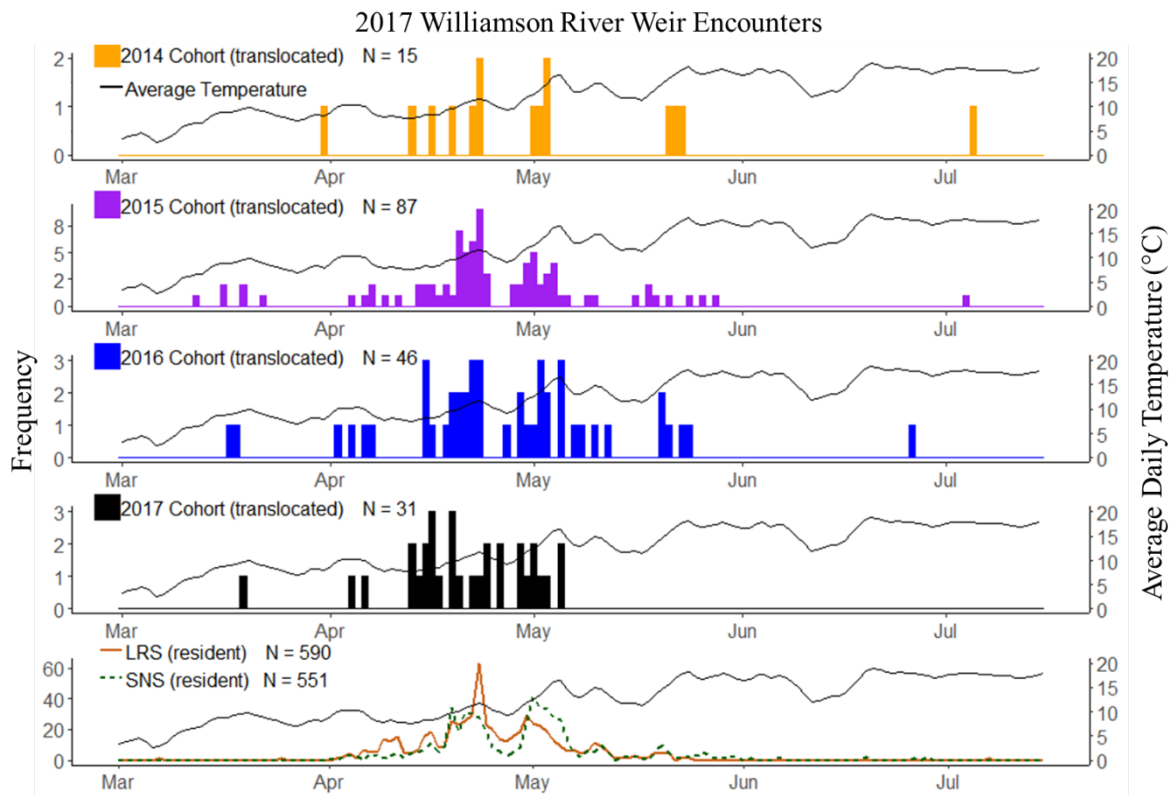 2017 Williamson River Weir Encounters
2014 Cohort (translocated) N = 15
Average Temperature
2
1
0
20
15
10
5
0
Mar Apr May Jun Jul
2015 Cohort (translocated) N = 87
8
5
2
0
20
15
10
5
0
Mar Apr May Jun Jul
2016 Cohort (translocated) N = 46
3
2
1
0
20
15
10
5
0
Mar Apr May Jun Jul
2017 Cohort (translocated) N = 31
3
2
1
0
20
15
10
5
0
Mar Apr May Jun Jul
LRS (resident) N = 590
SNS (resident) N = 551
60
40
20
0
20
15
10
5
0
Mar Apr May Jun Jul
Frequency
Average Daily Temperature (°C)